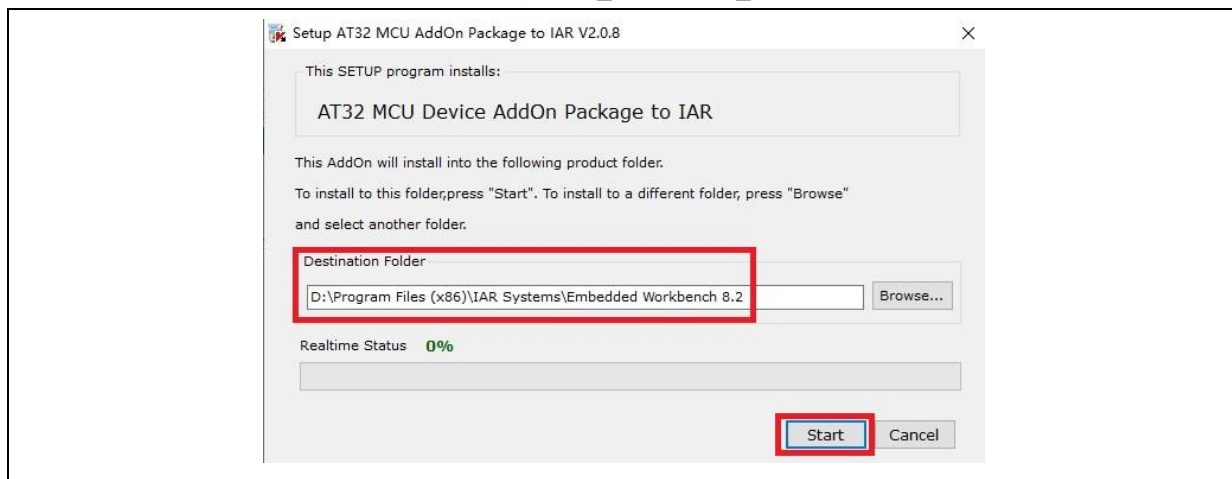 Setup AT32 MCU AddOn Package to IAR V2.0.8
This SETUP program installs:
AT32 MCU Device AddOn Package to IAR
This AddOn will install into the following product folder.
To install to this folder,press "Start". To install to a different folder, press "Browse"
and select another folder.
Destination Folder
D:\Program Files (x86)\IAR Systems\Embedded Workbench 8.2
Browse...
Realtime Status 0%
Start Cancel